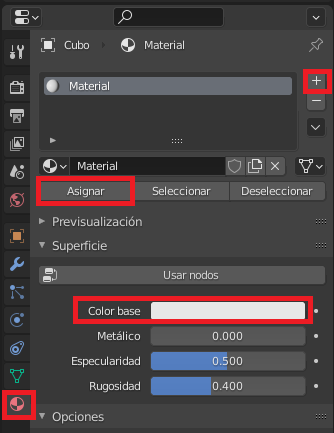 Cubo > Material
Material
Material
Asignar Seleccionar Deseleccionar
Previsualización
Superficie
Usar nodos
Color base
Metálico 0.000
Especularidad 0.500
Rugosidad 0.400
Opciones